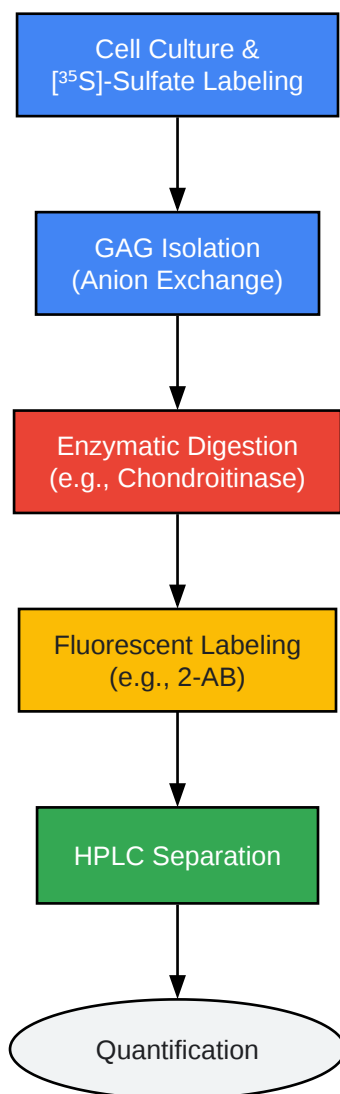 Cell Culture &
[³⁵S]-Sulfate Labeling
GAG Isolation
(Anion Exchange)
Enzymatic Digestion
(e.g., Chondroitinase)
Fluorescent Labeling
(e.g., 2-AB)
HPLC Separation
Quantification